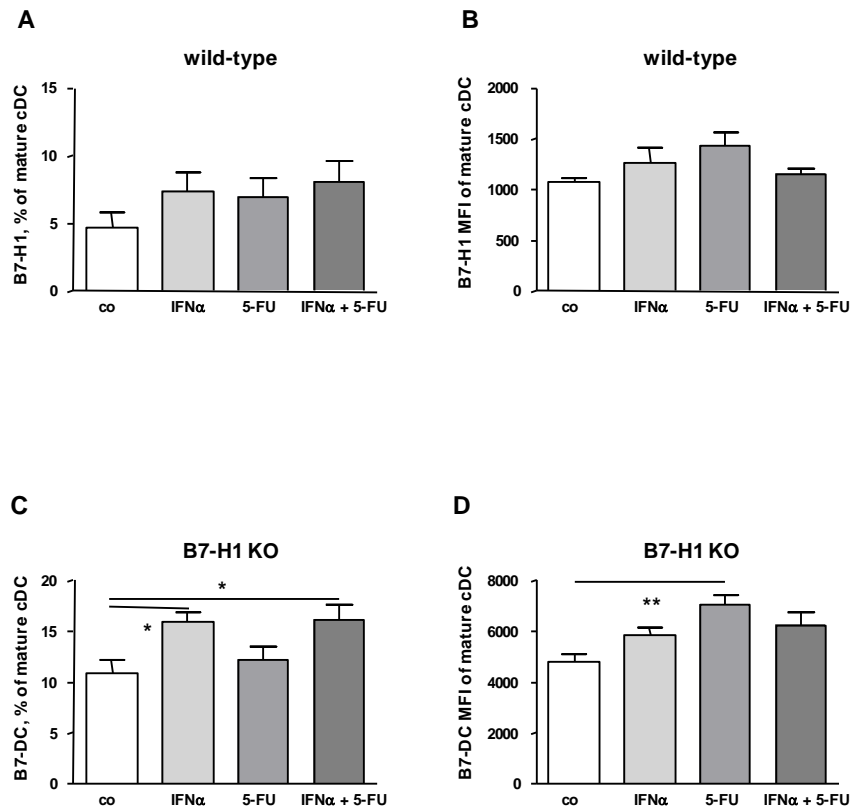 A
wild-type
B7-H1, % of mature cDC
15
10
5
0
co IFNα 5-FU IFNα + 5-FU
B
wild-type
B7-H1 MFI of mature cDC
2000
1500
1000
500
0
co IFNα 5-FU IFNα + 5-FU
C
B7-H1 KO
B7-DC, % of mature cDC
20
15
10
5
0
*
*
co IFNα 5-FU IFNα + 5-FU
D
B7-H1 KO
B7-DC MFI of mature cDC
8000
6000
4000
2000
0
**
co IFNα 5-FU IFNα + 5-FU